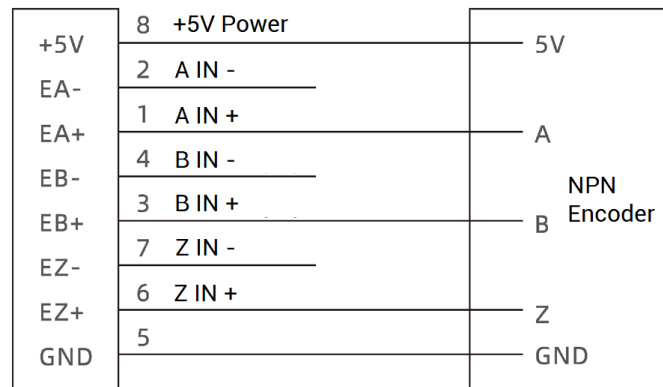 +5V 8 +5V Power 5V
EA- 2 A IN -
EA+ 1 A IN + A
EB- 4 B IN -
EB+ 3 B IN + B
NPN
Encoder
EZ- 7 Z IN -
EZ+ 6 Z IN + Z
GND 5 GND